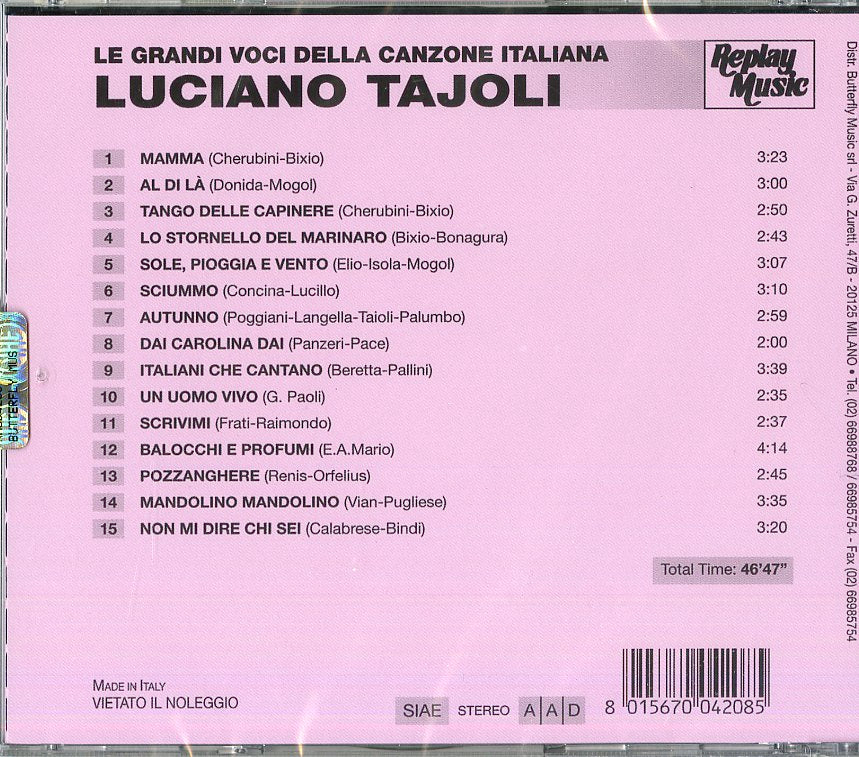 LE GRANDI VOCI DELLA CANZONE ITALIANA
LUCIANO TAJOLI
Replay
Music
1 MAMMA (Cherubini-Bixio) 3:23
2 AL DI LÀ (Donida-Mogol) 3:00
3 TANGO DELLE CAPINERE (Cherubini-Bixio) 2:50
4 LO STORNELLO DEL MARINARO (Bixio-Bonagura) 2:43
5 SOLE, PIOGGIA E VENTO (Elio-Isola-Mogol) 3:07
6 SCIUMMO (Concina-Lucillo) 3:10
7 AUTUNNO (Poggiani-Langella-Taioli-Palumbo) 2:59
8 DAI CAROLINA DAI (Panzeri-Pace) 2:00
9 ITALIANI CHE CANTANO (Beretta-Pallini) 3:39
10 UN UOMO VIVO (G. Paoli) 2:35
11 SCRIVIMI (Frati-Raimondo) 2:37
12 BALOCCHI E PROFUMI (E.A.Mario) 4:14
13 POZZANGHERE (Renis-Orfelius) 2:45
14 MANDOLINO MANDOLINO (Vian-Pugliese) 3:35
15 NON MI DIRE CHI SEI (Calabrese-Bindi) 3:20
Total Time: 46'47"
MADE IN ITALY
VIETATO IL NOLEGGIO
SIAE STEREO A A D
8 015670 042085
Distr. Butterfly Music srl - Via G. Zuretti, 47/B - 20125 MILANO • Tel. (02) 66988768 / 66985754 - Fax (02) 66985754
BUTTERFLY MUS